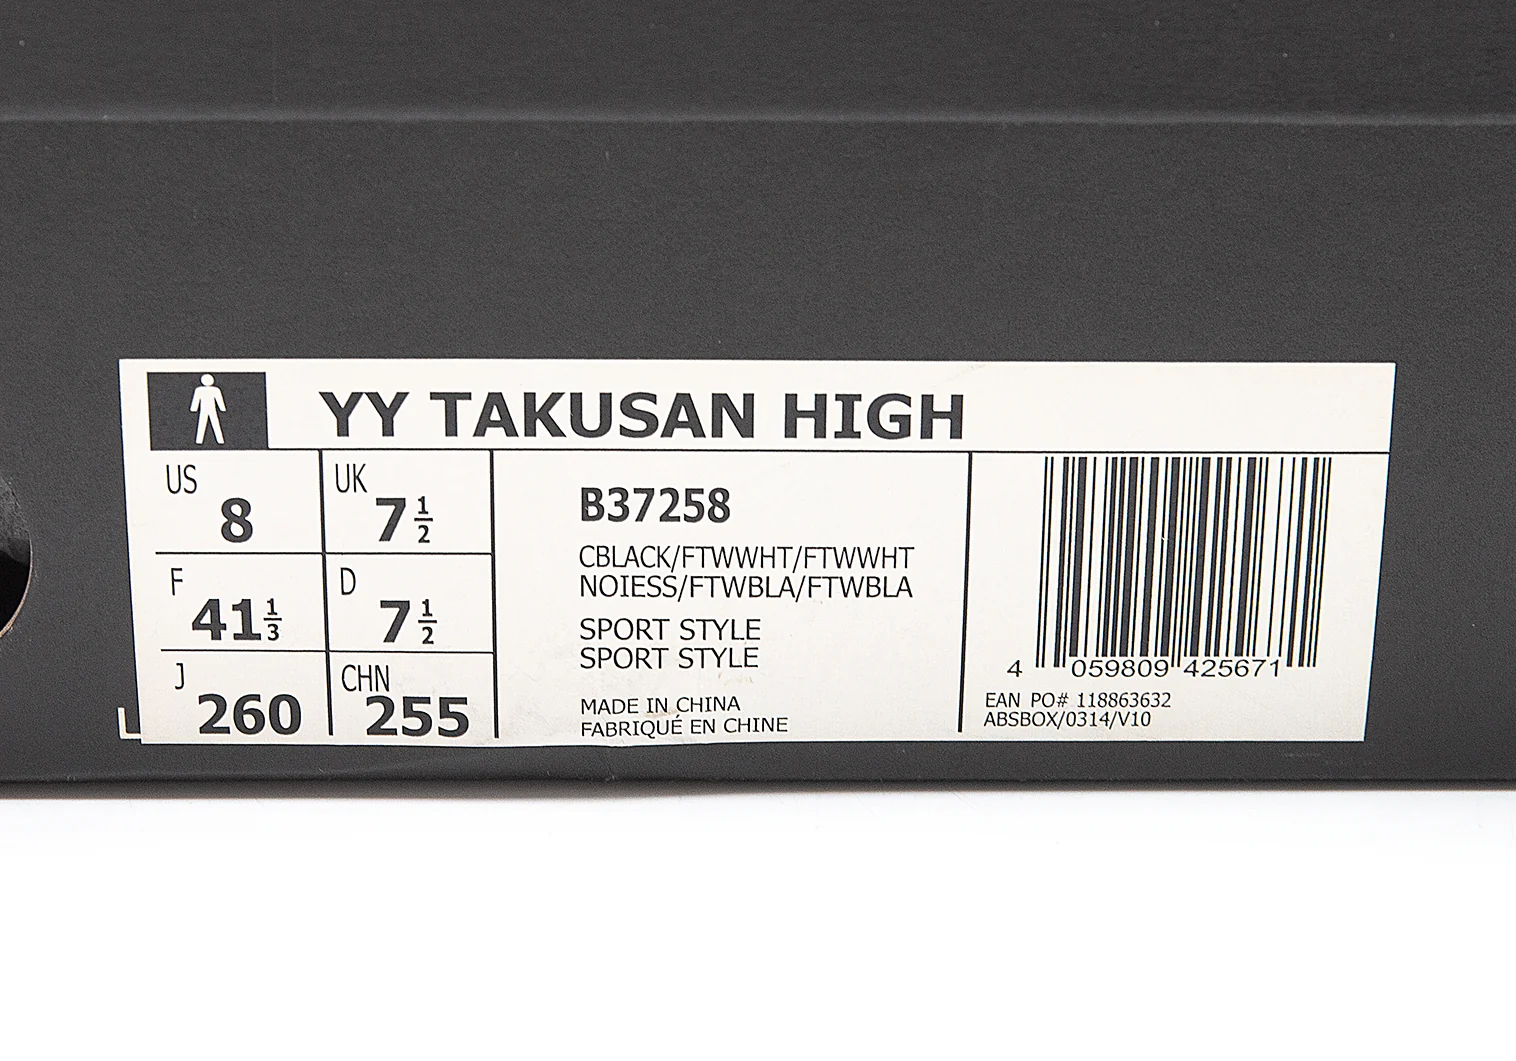 YY TAKUSAN HIGH
US 8
UK 7 1/2
F 41 1/3
D 7 1/2
J 260
CHN 255
B37258
CBLACK/FTWWHT/FTWWHT
NOIESS/FTWBLA/FTWBLA
SPORT STYLE
SPORT STYLE
MADE IN CHINA
FABRIQUÉ EN CHINE
4 059809 425671
EAN PO# 118863632
ABSBOX/0314/V10